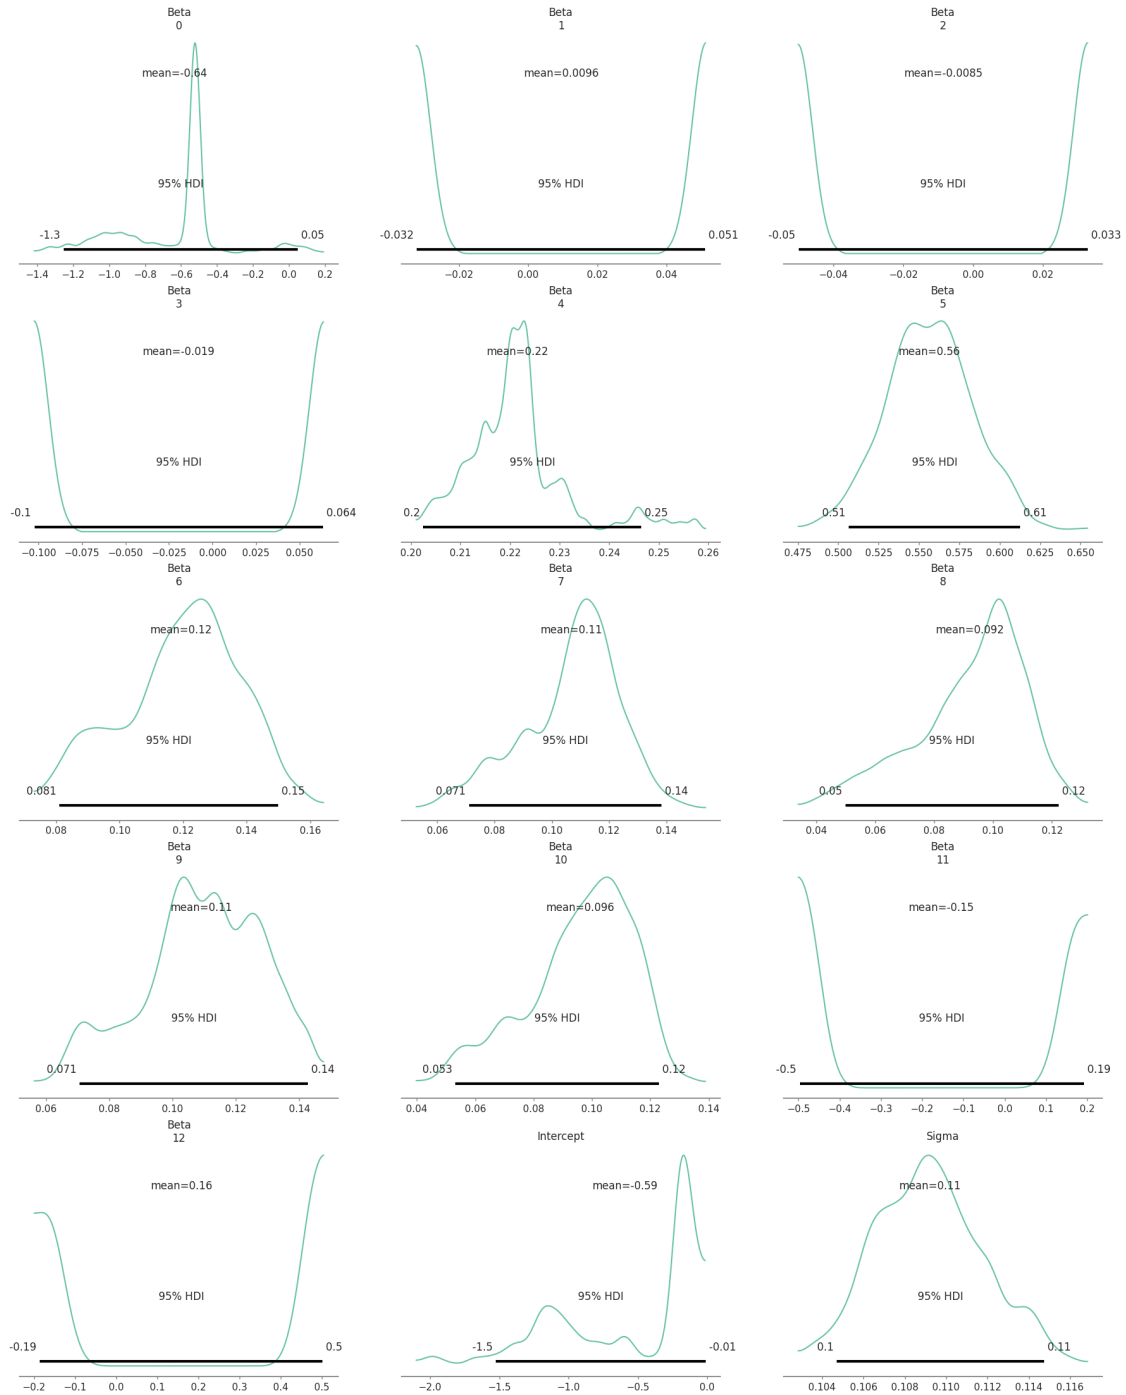 Beta
0
mean=-0.64
95% HDI
-1.3
0.05
−1.4 −1.2 −1.0 −0.8 −0.6 −0.4 −0.2 0.0 0.2
Beta
1
mean=0.0096
95% HDI
-0.032
0.051
−0.02 0.00 0.02 0.04
Beta
2
mean=-0.0085
95% HDI
-0.05
0.033
−0.04 −0.02 0.00 0.02
Beta
3
mean=-0.019
95% HDI
-0.1
0.064
−0.100 −0.075 −0.050 −0.025 0.000 0.025 0.050
Beta
4
mean=0.22
95% HDI
0.2
0.25
0.20 0.21 0.22 0.23 0.24 0.25 0.26
Beta
5
mean=0.56
95% HDI
0.51
0.61
0.475 0.500 0.525 0.550 0.575 0.600 0.625 0.650
Beta
6
mean=0.12
95% HDI
0.081
0.15
0.08 0.10 0.12 0.14 0.16
Beta
7
mean=0.11
95% HDI
0.071
0.14
0.06 0.08 0.10 0.12 0.14
Beta
8
mean=0.092
95% HDI
0.05
0.12
0.04 0.06 0.08 0.10 0.12
Beta
9
mean=0.11
95% HDI
0.071
0.14
0.06 0.08 0.10 0.12 0.14
Beta
10
mean=0.096
95% HDI
0.053
0.12
0.04 0.06 0.08 0.10 0.12 0.14
Beta
11
mean=-0.15
95% HDI
-0.5
0.19
−0.5 −0.4 −0.3 −0.2 −0.1 0.0 0.1 0.2
Beta
12
mean=0.16
95% HDI
-0.19
0.5
−0.2 −0.1 0.0 0.1 0.2 0.3 0.4 0.5
Intercept
mean=-0.59
95% HDI
-1.5
-0.01
−2.0 −1.5 −1.0 −0.5 0.0
Sigma
mean=0.11
95% HDI
0.1
0.11
0.104 0.106 0.108 0.110 0.112 0.114 0.116